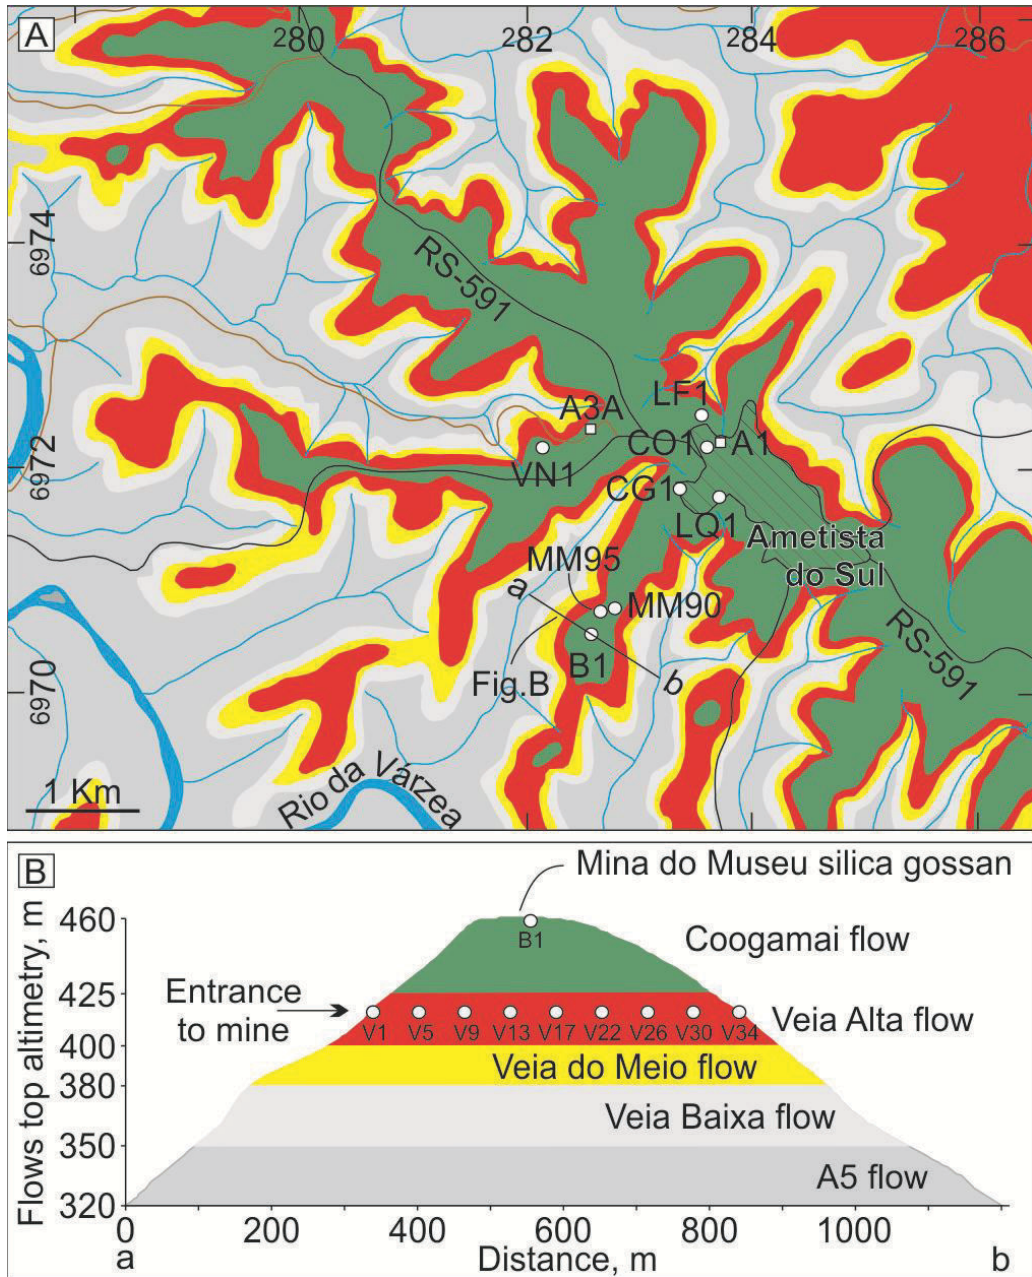 A
280
282
284
286
6974
RS-591
LF1
A3A
CO1
A1
6972
VN1
CG1
LQ1
Ametista
do Sul
MM95
a
MM90
B1
Fig.B
b
RS-591
6970
1 Km
Rio da Várzea
B
Mina do Museu silica gossan
460
B1
Coogamai flow
Flows top altimetry, m
425
Entrance
to mine
V1 V5 V9 V13 V17 V22 V26 V30 V34
Veia Alta flow
400
Veia do Meio flow
380
Veia Baixa flow
350
A5 flow
320
0 200 400 600 800 1000
a Distance, m b